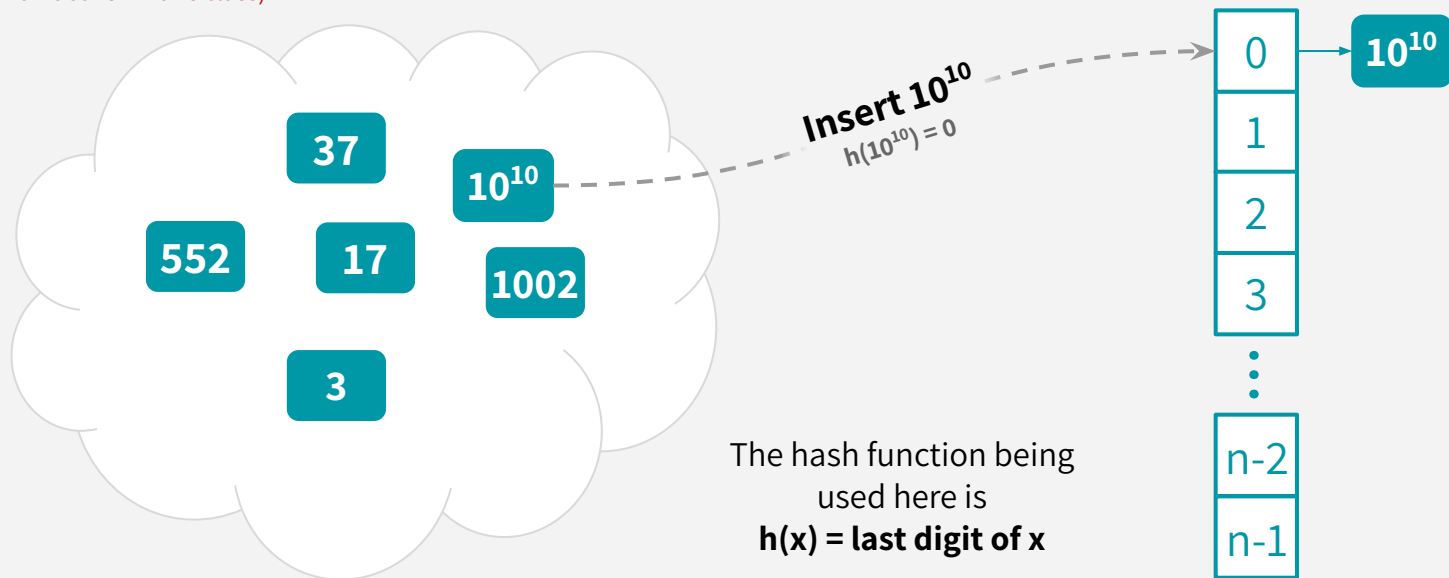 37
10¹⁰
552
17
1002
3
Insert 10¹⁰
h(10¹⁰) = 0
0
10¹⁰
1
2
3
n-2
n-1
The hash function being
used here is
h(x) = last digit of x